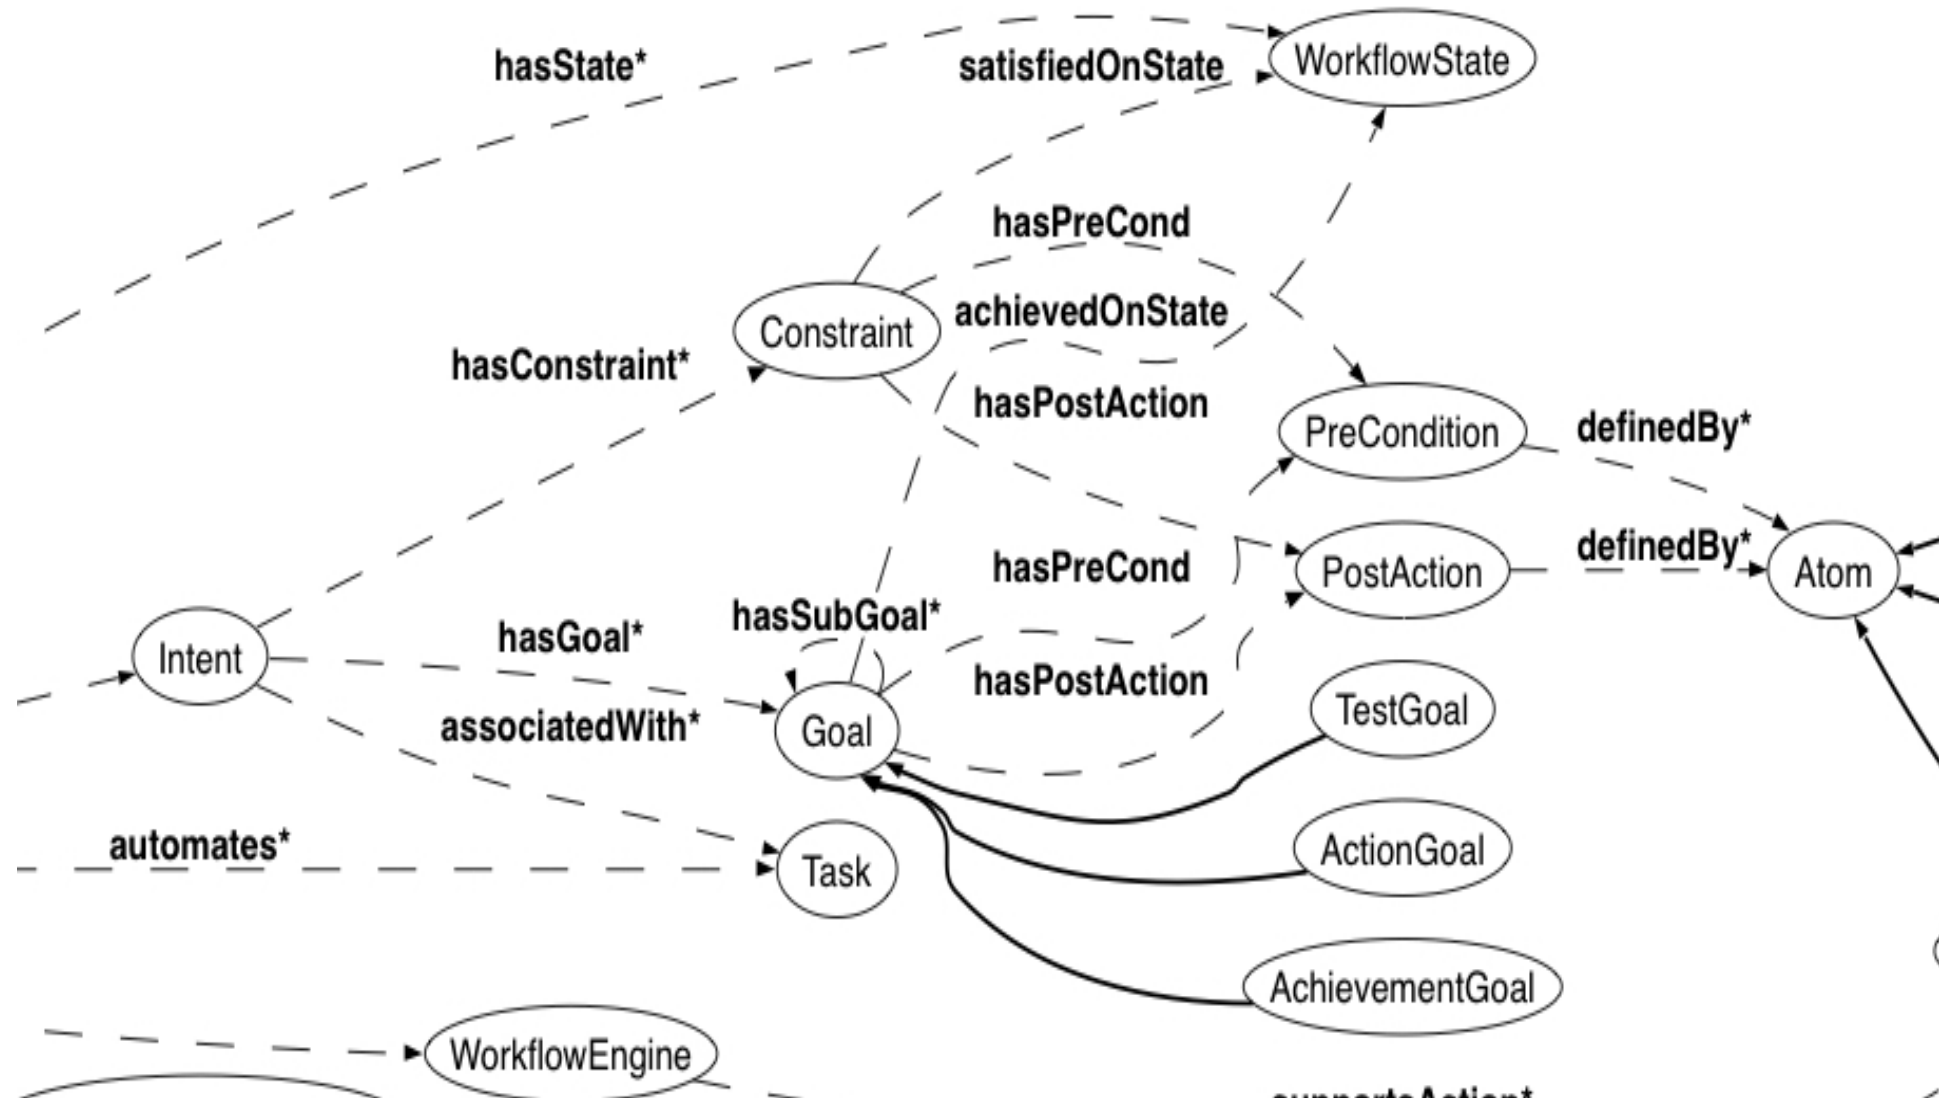 hasState*
satisfiedOnState
WorkflowState
hasPreCond
achievedOnState
Constraint
hasConstraint*
hasPostAction
PreCondition
definedBy*
definedBy*
hasPreCond
PostAction
Atom
hasSubGoal*
hasGoal*
Intent
hasPostAction
TestGoal
associatedWith*
Goal
automates*
ActionGoal
Task
AchievementGoal
WorkflowEngine
supportsAction*